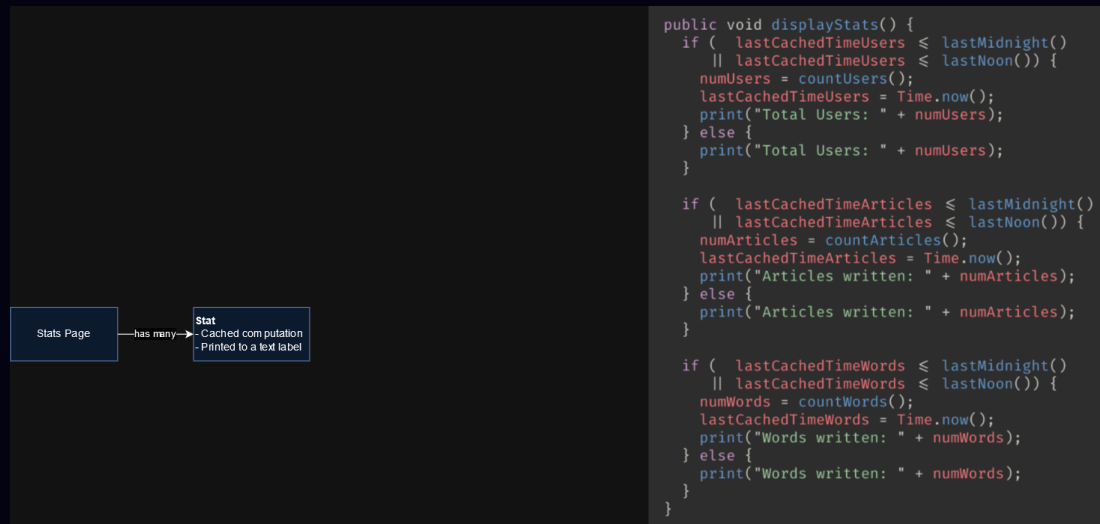 Stats Page
has many
Stat
- Cached computation
- Printed to a text label
public void displayStats() {
  if (  lastCachedTimeUsers ⩽ lastMidnight()
     || lastCachedTimeUsers ⩽ lastNoon()) {
    numUsers = countUsers();
    lastCachedTimeUsers = Time.now();
    print("Total Users: " + numUsers);
  } else {
    print("Total Users: " + numUsers);
  }
  if (  lastCachedTimeArticles ⩽ lastMidnight()
     || lastCachedTimeArticles ⩽ lastNoon()) {
    numArticles = countArticles();
    lastCachedTimeArticles = Time.now();
    print("Articles written: " + numArticles);
  } else {
    print("Articles written: " + numArticles);
  }
  if (  lastCachedTimeWords ⩽ lastMidnight()
     || lastCachedTimeWords ⩽ lastNoon()) {
    numWords = countWords();
    lastCachedTimeWords = Time.now();
    print("Words written: " + numWords);
  } else {
    print("Words written: " + numWords);
  }
}